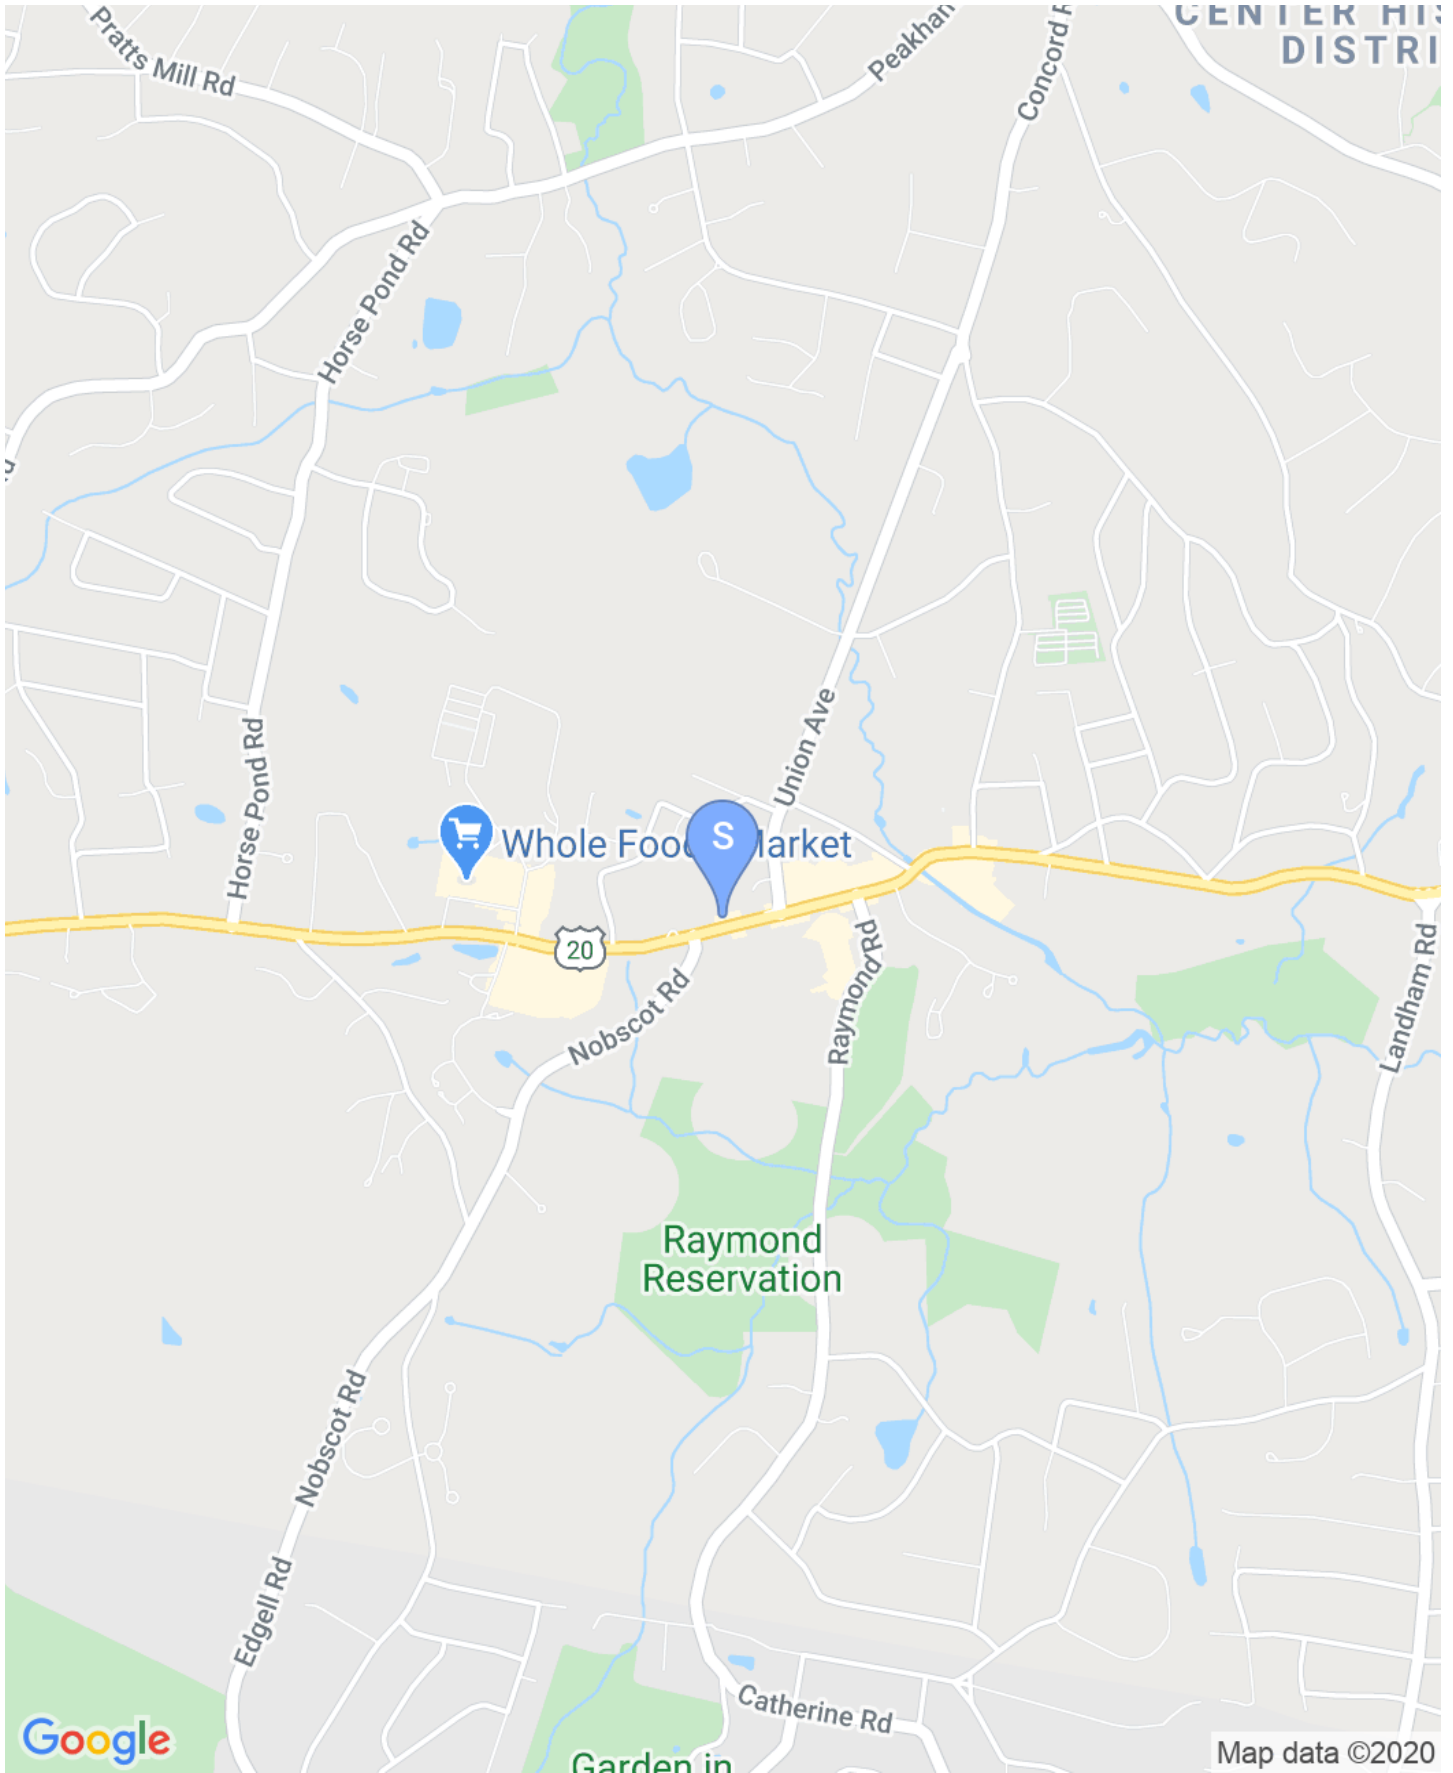 CENTER HIS
DISTRI
Pratts Mill Rd
Peakhan
Concord R
Horse Pond Rd
Union Ave
Horse Pond Rd
S
Whole Foo Market
20
Nobscot Rd
Raymond Rd
Landham Rd
Raymond
Reservation
Nobscot Rd
Edgell Rd
Catherine Rd
Garden in
Google
Map data ©2020